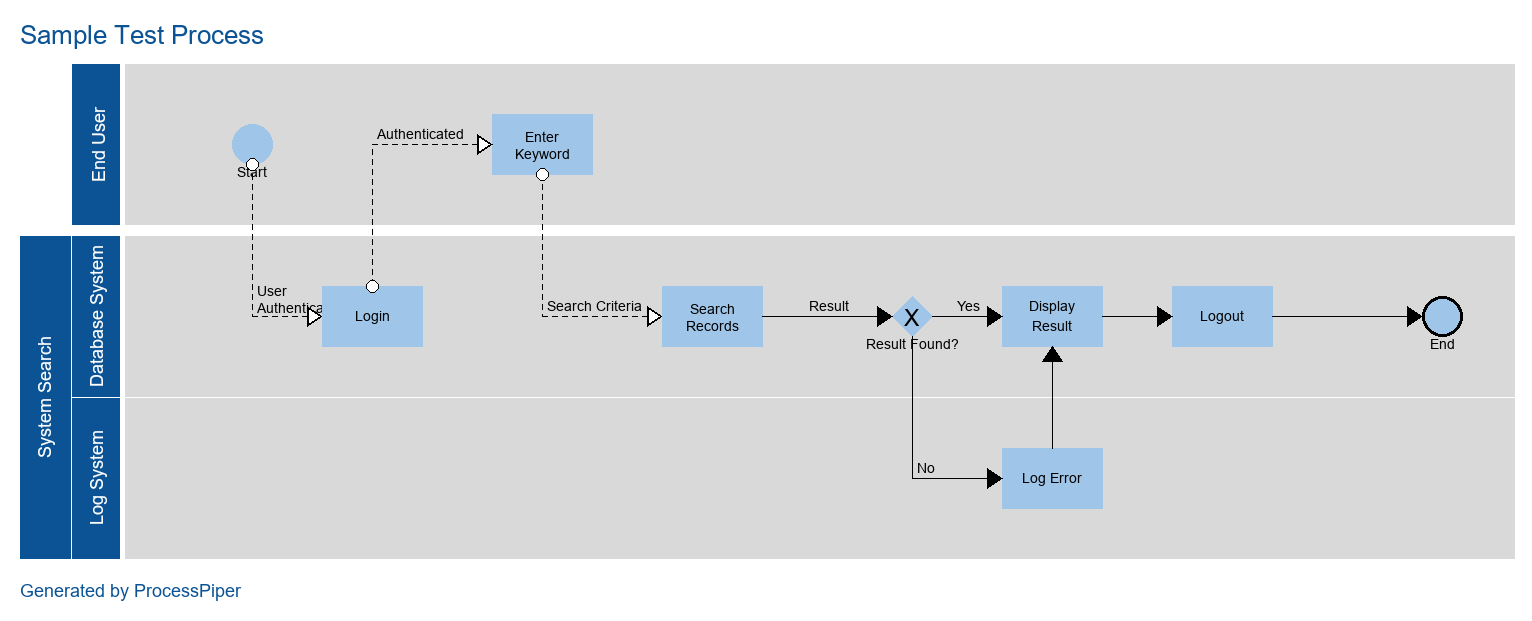 Sample Test Process
End User
Start
Authenticated
Enter
Keyword
System Search
Database System
User
Login
Search Criteria
Search
Records
Result
X
Result Found?
Yes
Display
Result
Logout
End
Log System
No
Log Error
Generated by ProcessPiper